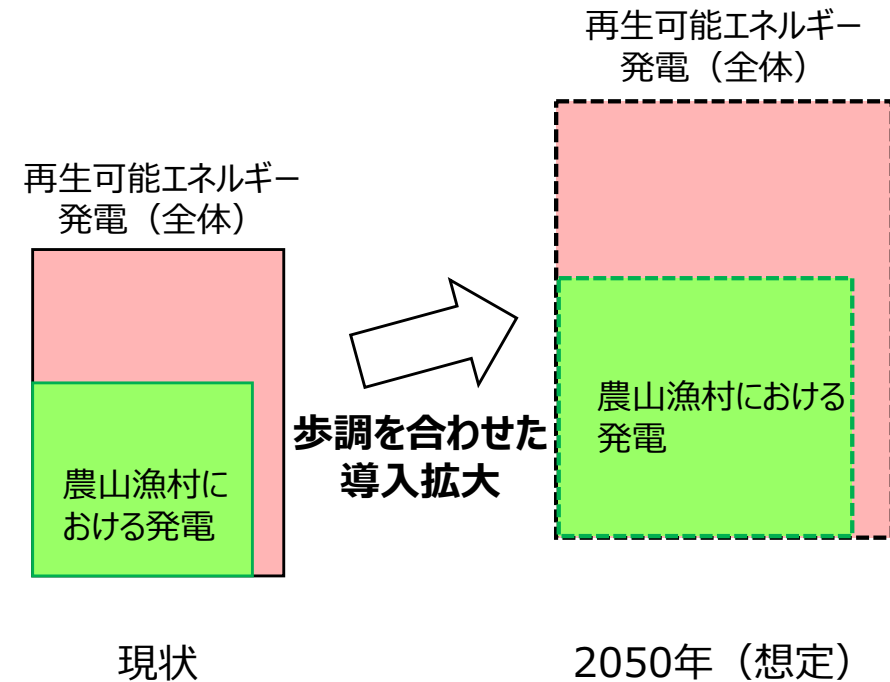 再生可能エネルギー
発電（全体）
農山漁村に
おける発電
現状
歩調を合わせた
導入拡大
再生可能エネルギー
発電（全体）
農山漁村における
発電
2050年（想定）